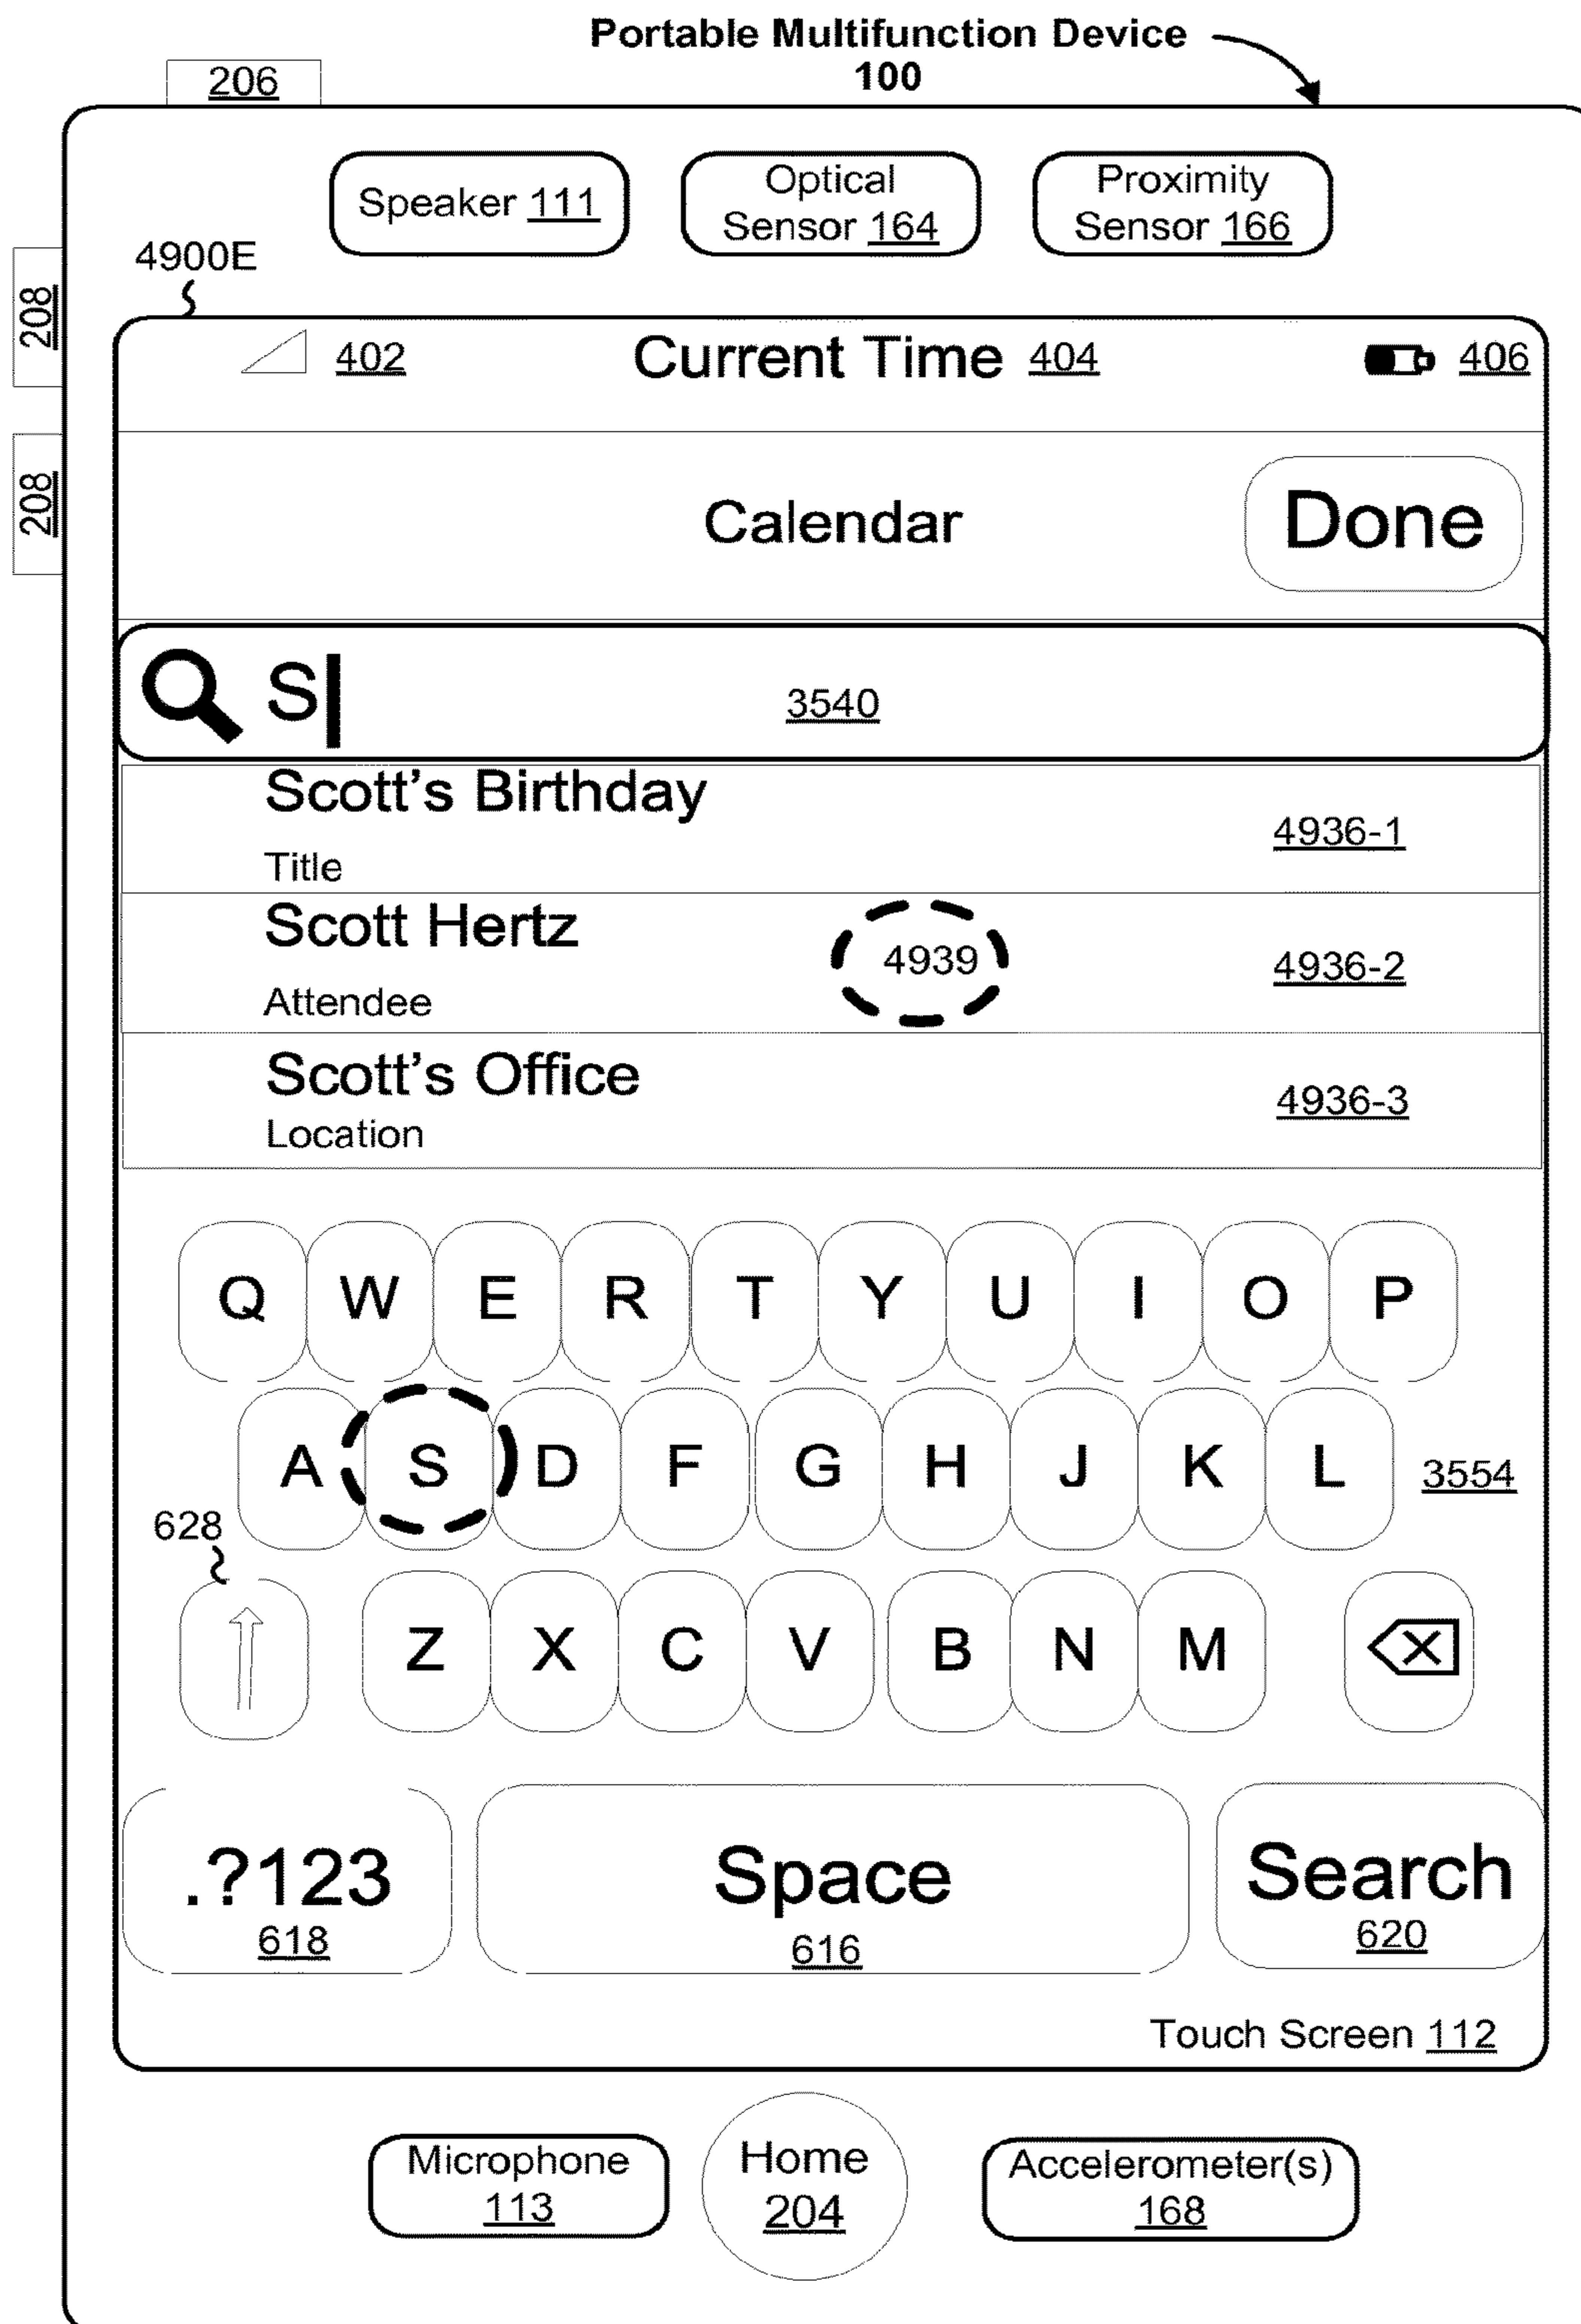 Portable Multifunction Device
100
206
Speaker 111
Optical
Sensor 164
Proximity
Sensor 166
4900E
208
208
402
Current Time 404
406
Calendar
Done
S
3540
Scott's Birthday
Title
4936-1
Scott Hertz
Attendee
4939
4936-2
Scott's Office
Location
4936-3
Q W E R T Y U I O P
A S D F G H J K L
3554
628
Z X C V B N M
.?123
618
Space
616
Search
620
Touch Screen 112
Microphone
113
Home
204
Accelerometer(s)
168